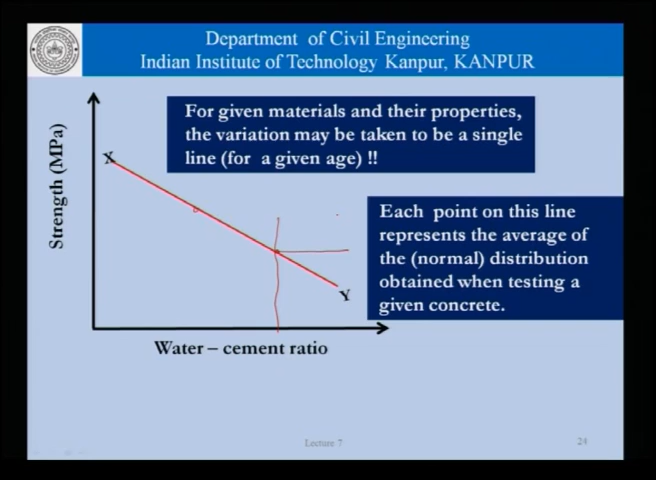 Department of Civil Engineering
Indian Institute of Technology Kanpur, KANPUR
For given materials and their properties,
the variation may be taken to be a single
line (for a given age) !!
Strength (MPa)
X
Each point on this line
represents the average of
the (normal) distribution
obtained when testing a
given concrete.
Y
Water – cement ratio
Lecture 7
24